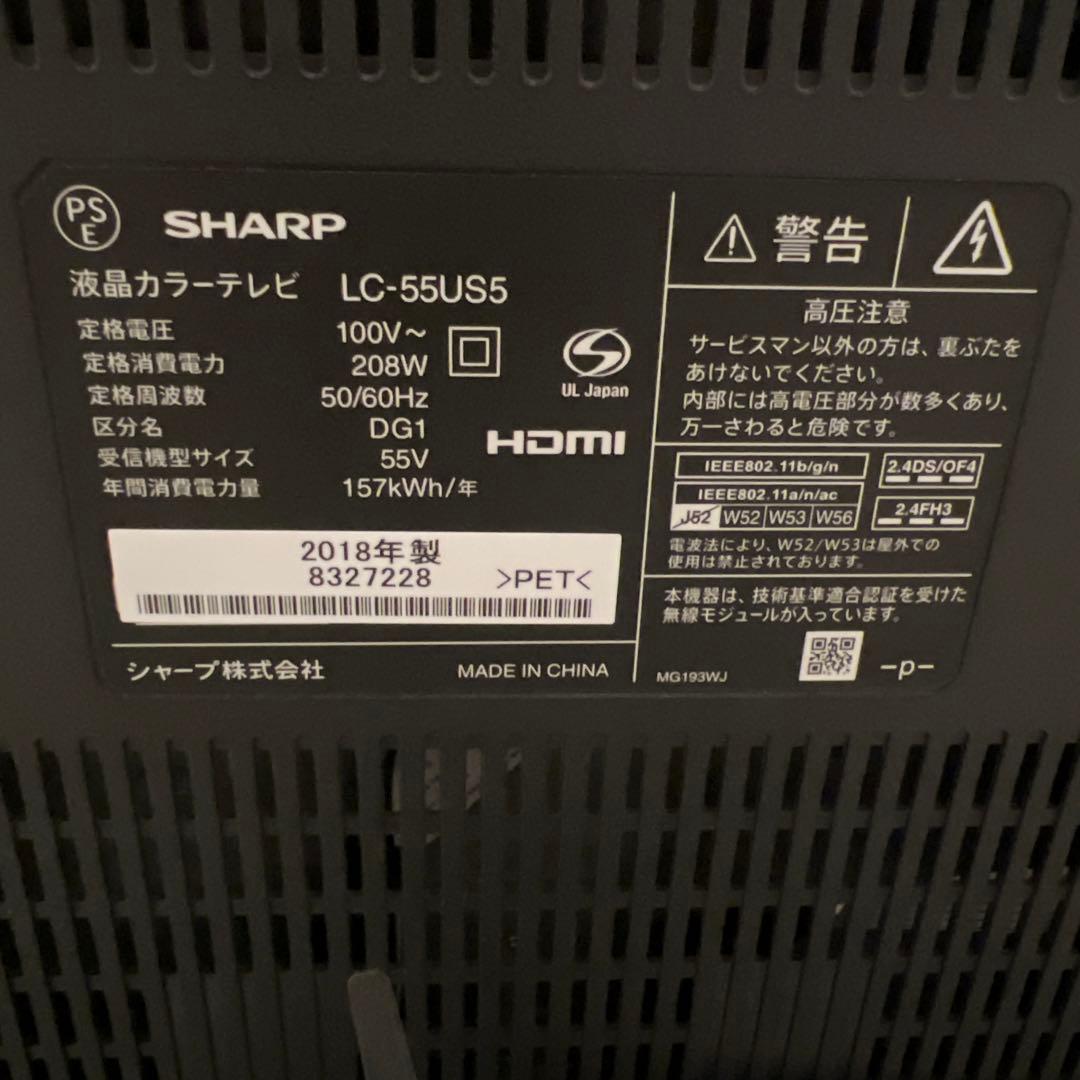 PSE
SHARP
液晶カラーテレビ LC-55US5
定格電圧 100V～
定格消費電力 208W
定格周波数 50/60Hz
区分名 DG1
受信機型サイズ 55V
年間消費電力量 157kWh/年
UL Japan
HDMI
2018年製
8327228 >PET<
シャープ株式会社 MADE IN CHINA
警告
高圧注意
サービスマン以外の方は、裏ぶたを
あけないでください。
内部には高電圧部分が数多くあり、
万一さわると危険です。
IEEE802.11b/g/n 2.4DS/OF4
IEEE802.11a/n/ac
J52 W52 W53 W56 2.4FH3
電波法により、W52/W53は屋外での
使用は禁止されております。
本機器は、技術基準適合認証を受けた
無線モジュールが入っています。
MG193WJ -p-